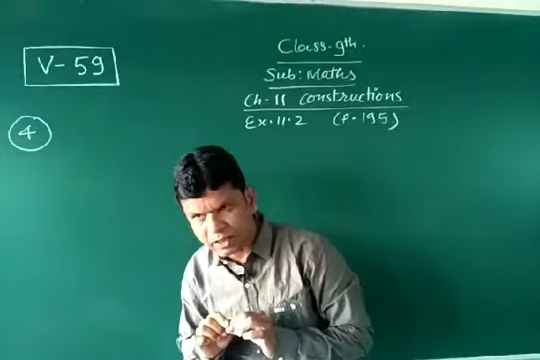 V- 59
Class-9th.
Sub: Maths
Ch-11 constructions
Ex.11.2 (P.195)
4